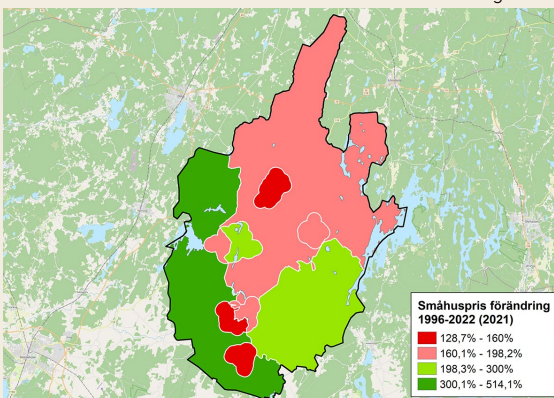 Småhuspris förändring
1996-2022 (2021)
128,7% - 160%
160,1% - 198,2%
198,3% - 300%
300,1% - 514,1%